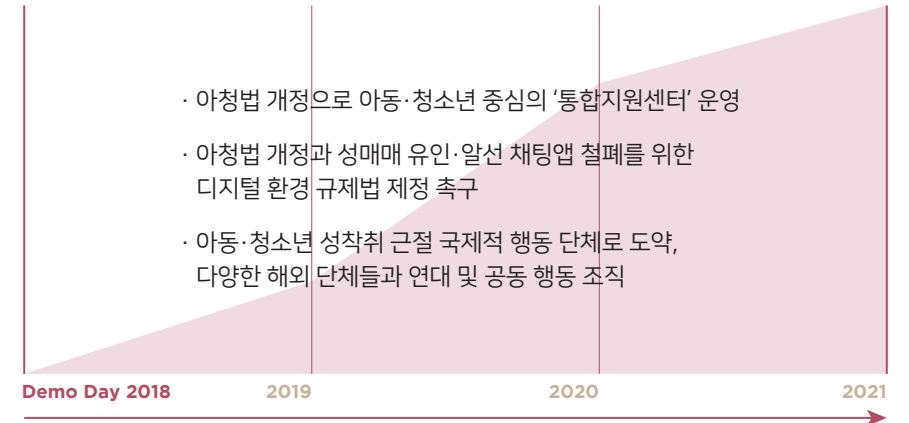 · 아청법 개정으로 아동·청소년 중심의 ‘통합지원센터’ 운영
· 아청법 개정과 성매매 유인·알선 채팅앱 철폐를 위한
디지털 환경 규제법 제정 촉구
· 아동·청소년 성착취 근절 국제적 행동 단체로 도약,
다양한 해외 단체들과 연대 및 공동 행동 조직
Demo Day 2018 2019 2020 2021